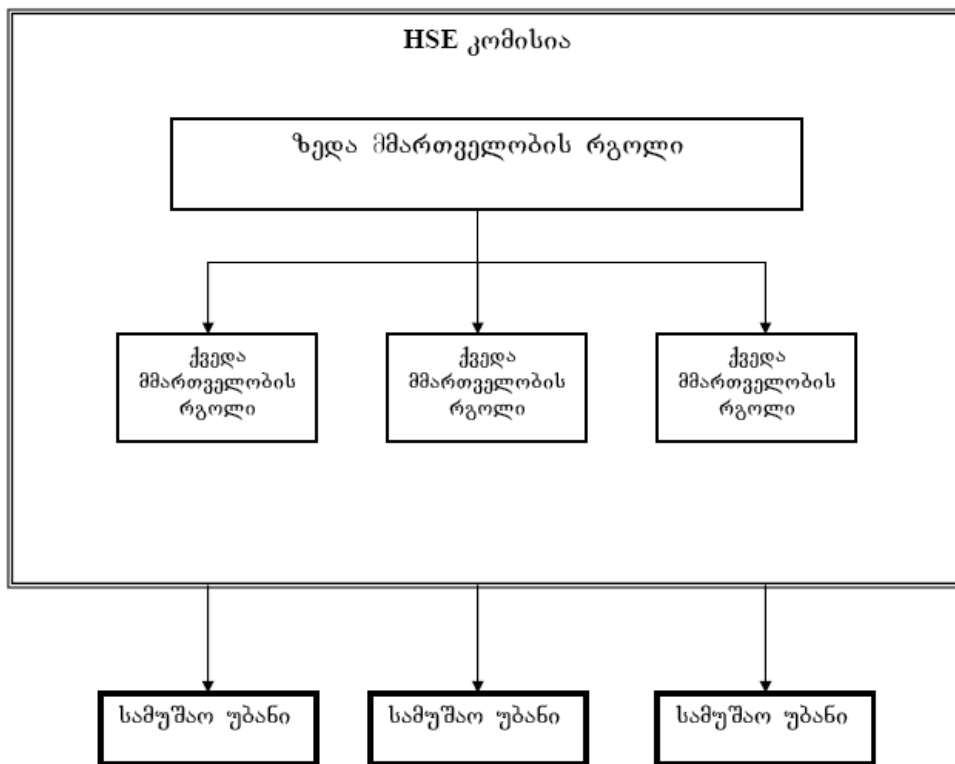 HSE კომისია
ზედა მმართველობის რგოლი
ქვედა
მმართველობის
რგოლი
ქვედა
მმართველობის
რგოლი
ქვედა
მმართველობის
რგოლი
სამუშაო უბანი
სამუშაო უბანი
სამუშაო უბანი